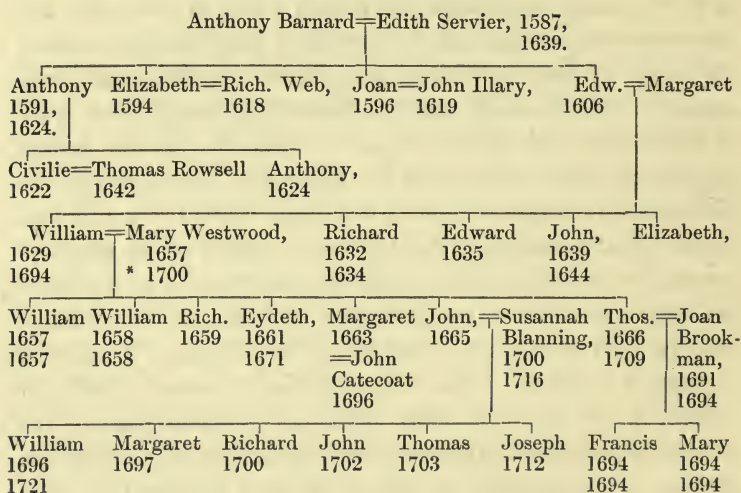 Anthony Barnard=Edith Servier, 1587,
1639.
Anthony Elizabeth=Rich. Web, Joan=John Illary, Edw.=Margaret
1591, 1594 1618 1596 1619 1606
1624.
Civilie=Thomas Rowsell Anthony,
1622 1642 1624
William=Mary Westwood, Richard Edward John, Elizabeth,
1629 1657 1632 1635 1639
1694 * 1700 1634 1644
William William Rich. Eydeth, Margaret John,=Susannah Thos.=Joan
1657 1658 1659 1661 1663 1665 Blanning, 1666 Brook-
1657 1658 1671 =John 1700 1709 man,
Catecoat 1716 1691
1696 1694
William Margaret Richard John Thomas Joseph Francis Mary
1696 1697 1700 1702 1703 1712 1694 1694
1721 1694 1694